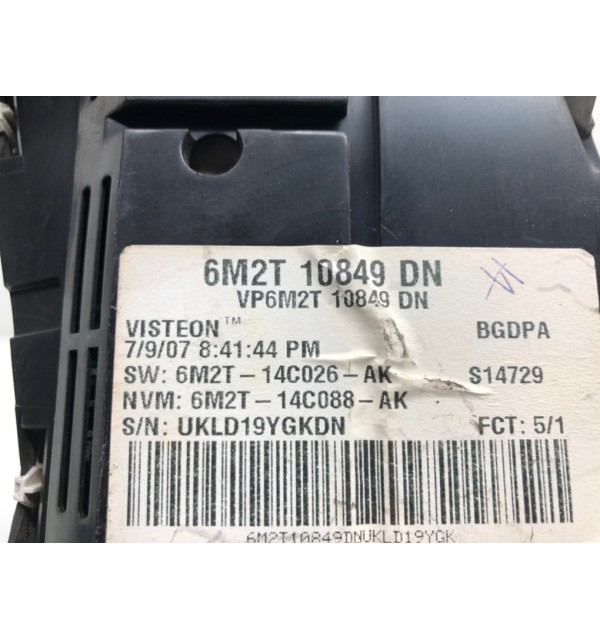 6M2T 10849 DN
VP6M2T 10849 DN
VISTEON™ BGDPA
7/9/07 8:41:44 PM
SW: 6M2T-14C026-AK S14729
NVM: 6M2T-14C088-AK
S/N: UKLD19YGKDN FCT: 5/1
6M2T10849DNUKLD19YGK